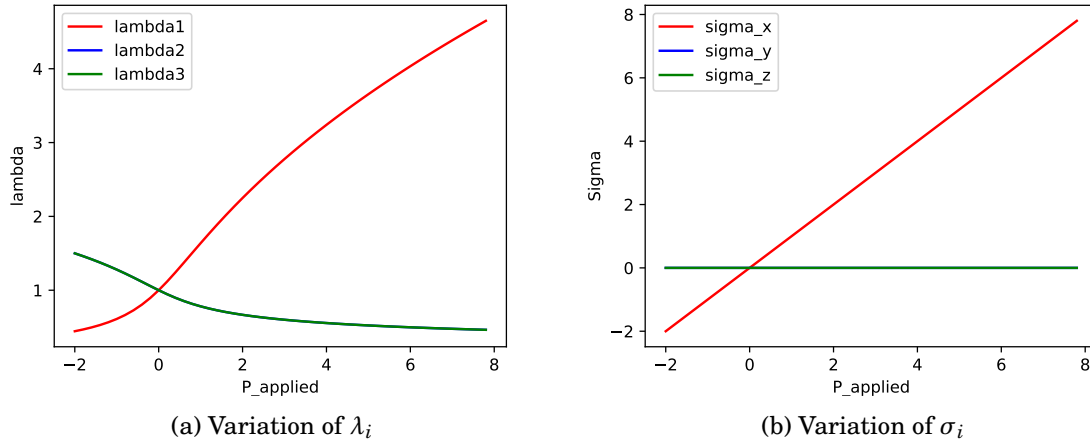 lambda1
lambda2
lambda3
4
3
2
1
lambda
−2
0
2
4
6
8
P_applied
(a) Variation of λi
sigma_x
sigma_y
sigma_z
8
6
4
2
0
−2
Sigma
−2
0
2
4
6
8
P_applied
(b) Variation of σi